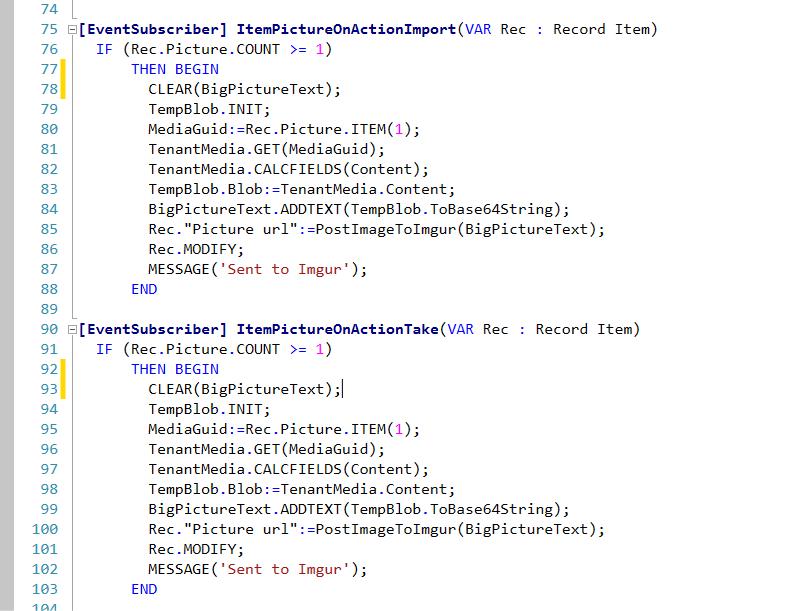 74
75 [EventSubscriber] ItemPictureOnActionImport(VAR Rec : Record Item)
76 IF (Rec.Picture.COUNT >= 1)
77 THEN BEGIN
78 CLEAR(BigPictureText);
79 TempBlob.INIT;
80 MediaGuid:=Rec.Picture.ITEM(1);
81 TenantMedia.GET(MediaGuid);
82 TenantMedia.CALCFIELDS(Content);
83 TempBlob.Blob:=TenantMedia.Content;
84 BigPictureText.ADDTEXT(TempBlob.ToBase64String);
85 Rec."Picture url":=PostImageToImgur(BigPictureText);
86 Rec.MODIFY;
87 MESSAGE('Sent to Imgur');
88 END
89
90 [EventSubscriber] ItemPictureOnActionTake(VAR Rec : Record Item)
91 IF (Rec.Picture.COUNT >= 1)
92 THEN BEGIN
93 CLEAR(BigPictureText);
94 TempBlob.INIT;
95 MediaGuid:=Rec.Picture.ITEM(1);
96 TenantMedia.GET(MediaGuid);
97 TenantMedia.CALCFIELDS(Content);
98 TempBlob.Blob:=TenantMedia.Content;
99 BigPictureText.ADDTEXT(TempBlob.ToBase64String);
100 Rec."Picture url":=PostImageToImgur(BigPictureText);
101 Rec.MODIFY;
102 MESSAGE('Sent to Imgur');
103 END
104